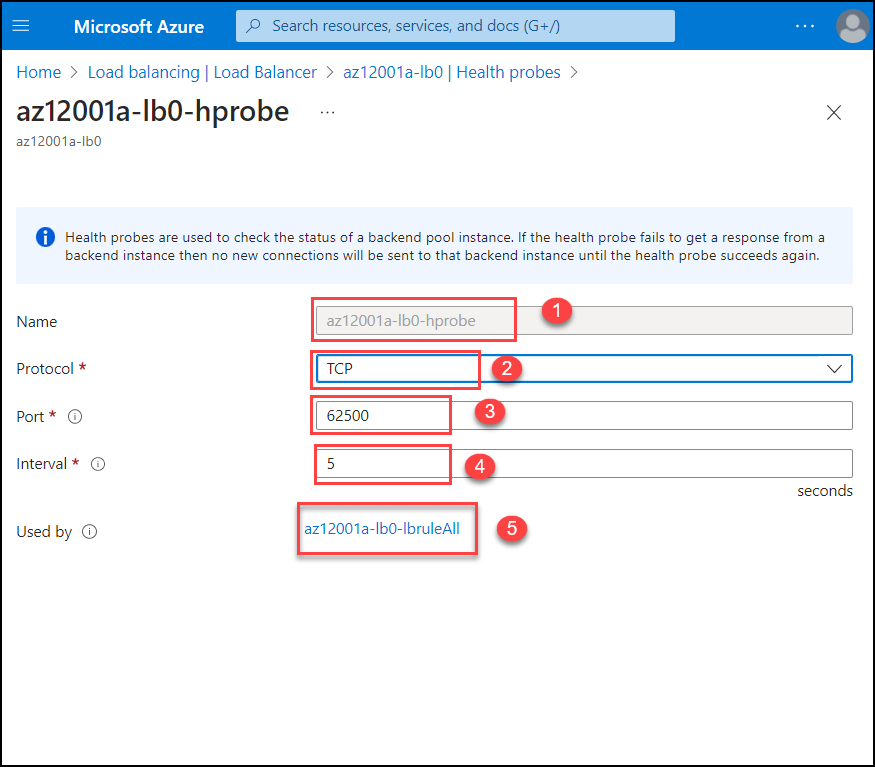 Microsoft Azure
Search resources, services, and docs (G+/)
Home > Load balancing | Load Balancer > az12001a-lb0 | Health probes >
az12001a-lb0-hprobe ...
az12001a-lb0
Health probes are used to check the status of a backend pool instance. If the health probe fails to get a response from a
backend instance then no new connections will be sent to that backend instance until the health probe succeeds again.
Name az12001a-lb0-hprobe 1
Protocol * TCP 2
Port * 62500 3
Interval * 5 4
seconds
Used by az12001a-lb0-lbruleAll 5